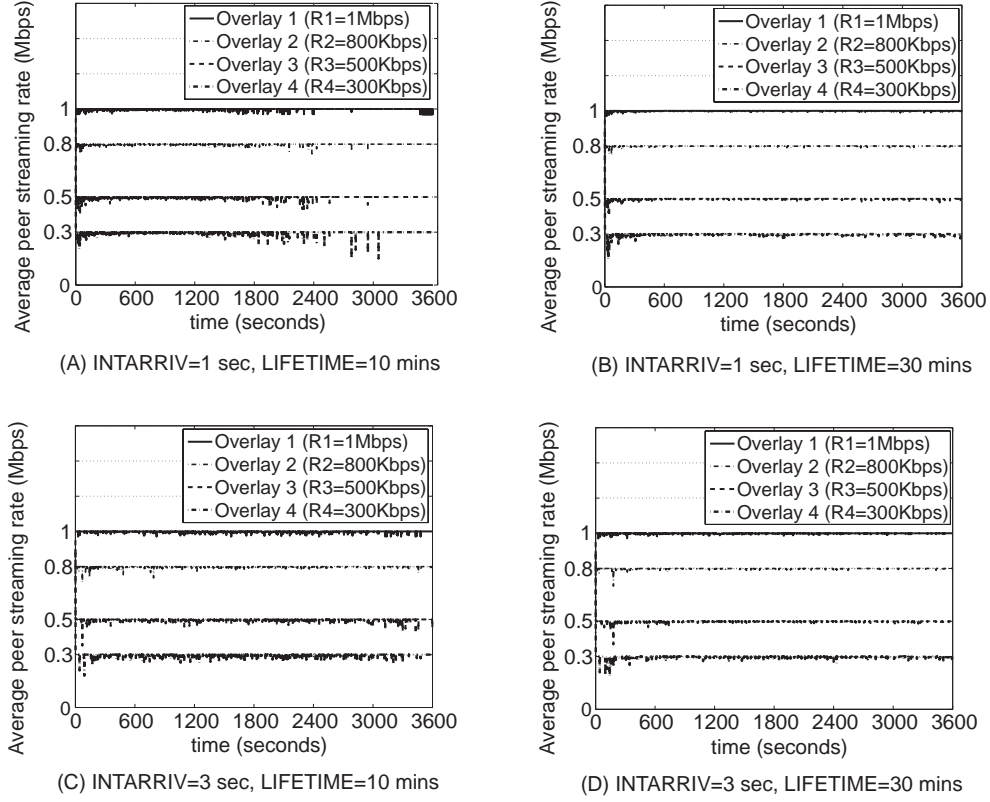 Average peer streaming rate (Mbps)
Overlay 1 (R1=1Mbps)
Overlay 2 (R2=800Kbps)
Overlay 3 (R3=500Kbps)
Overlay 4 (R4=300Kbps)
1
0.8
0.5
0.3
0
0 600 1200 1800 2400 3000 3600
time (seconds)
(A) INTARRIV=1 sec, LIFETIME=10 mins
Average peer streaming rate (Mbps)
Overlay 1 (R1=1Mbps)
Overlay 2 (R2=800Kbps)
Overlay 3 (R3=500Kbps)
Overlay 4 (R4=300Kbps)
1
0.8
0.5
0.3
0
0 600 1200 1800 2400 3000 3600
time (seconds)
(B) INTARRIV=1 sec, LIFETIME=30 mins
Average peer streaming rate (Mbps)
Overlay 1 (R1=1Mbps)
Overlay 2 (R2=800Kbps)
Overlay 3 (R3=500Kbps)
Overlay 4 (R4=300Kbps)
1
0.8
0.5
0.3
0
0 600 1200 1800 2400 3000 3600
time (seconds)
(C) INTARRIV=3 sec, LIFETIME=10 mins
Average peer streaming rate (Mbps)
Overlay 1 (R1=1Mbps)
Overlay 2 (R2=800Kbps)
Overlay 3 (R3=500Kbps)
Overlay 4 (R4=300Kbps)
1
0.8
0.5
0.3
0
0 600 1200 1800 2400 3000 3600
time (seconds)
(D) INTARRIV=3 sec, LIFETIME=30 mins